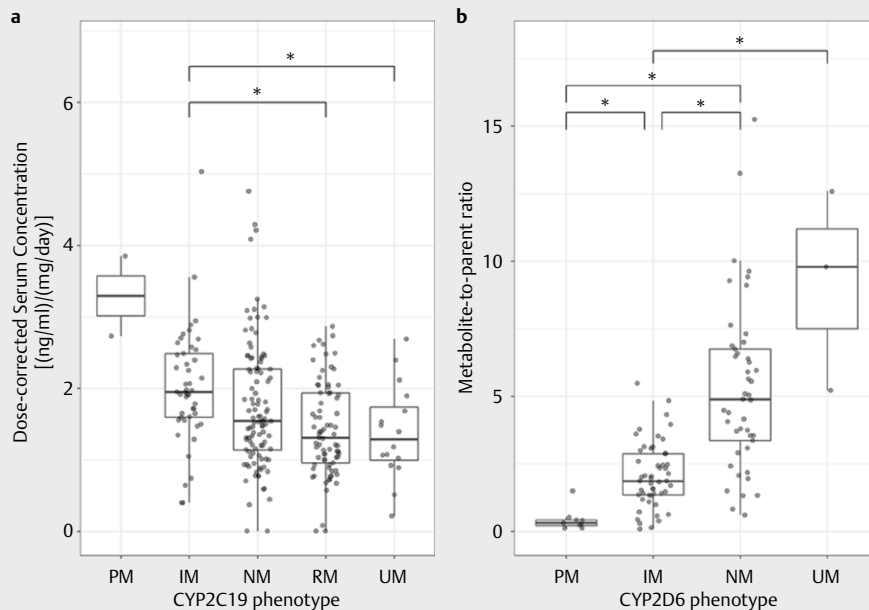 a
*
*
6
4
2
0
Dose-corrected Serum Concentration
[(ng/ml)/(mg/day)]
PM IM NM RM UM
CYP2C19 phenotype
b
*
*
* *
15
10
5
0
Metabolite-to-parent ratio
PM IM NM UM
CYP2D6 phenotype